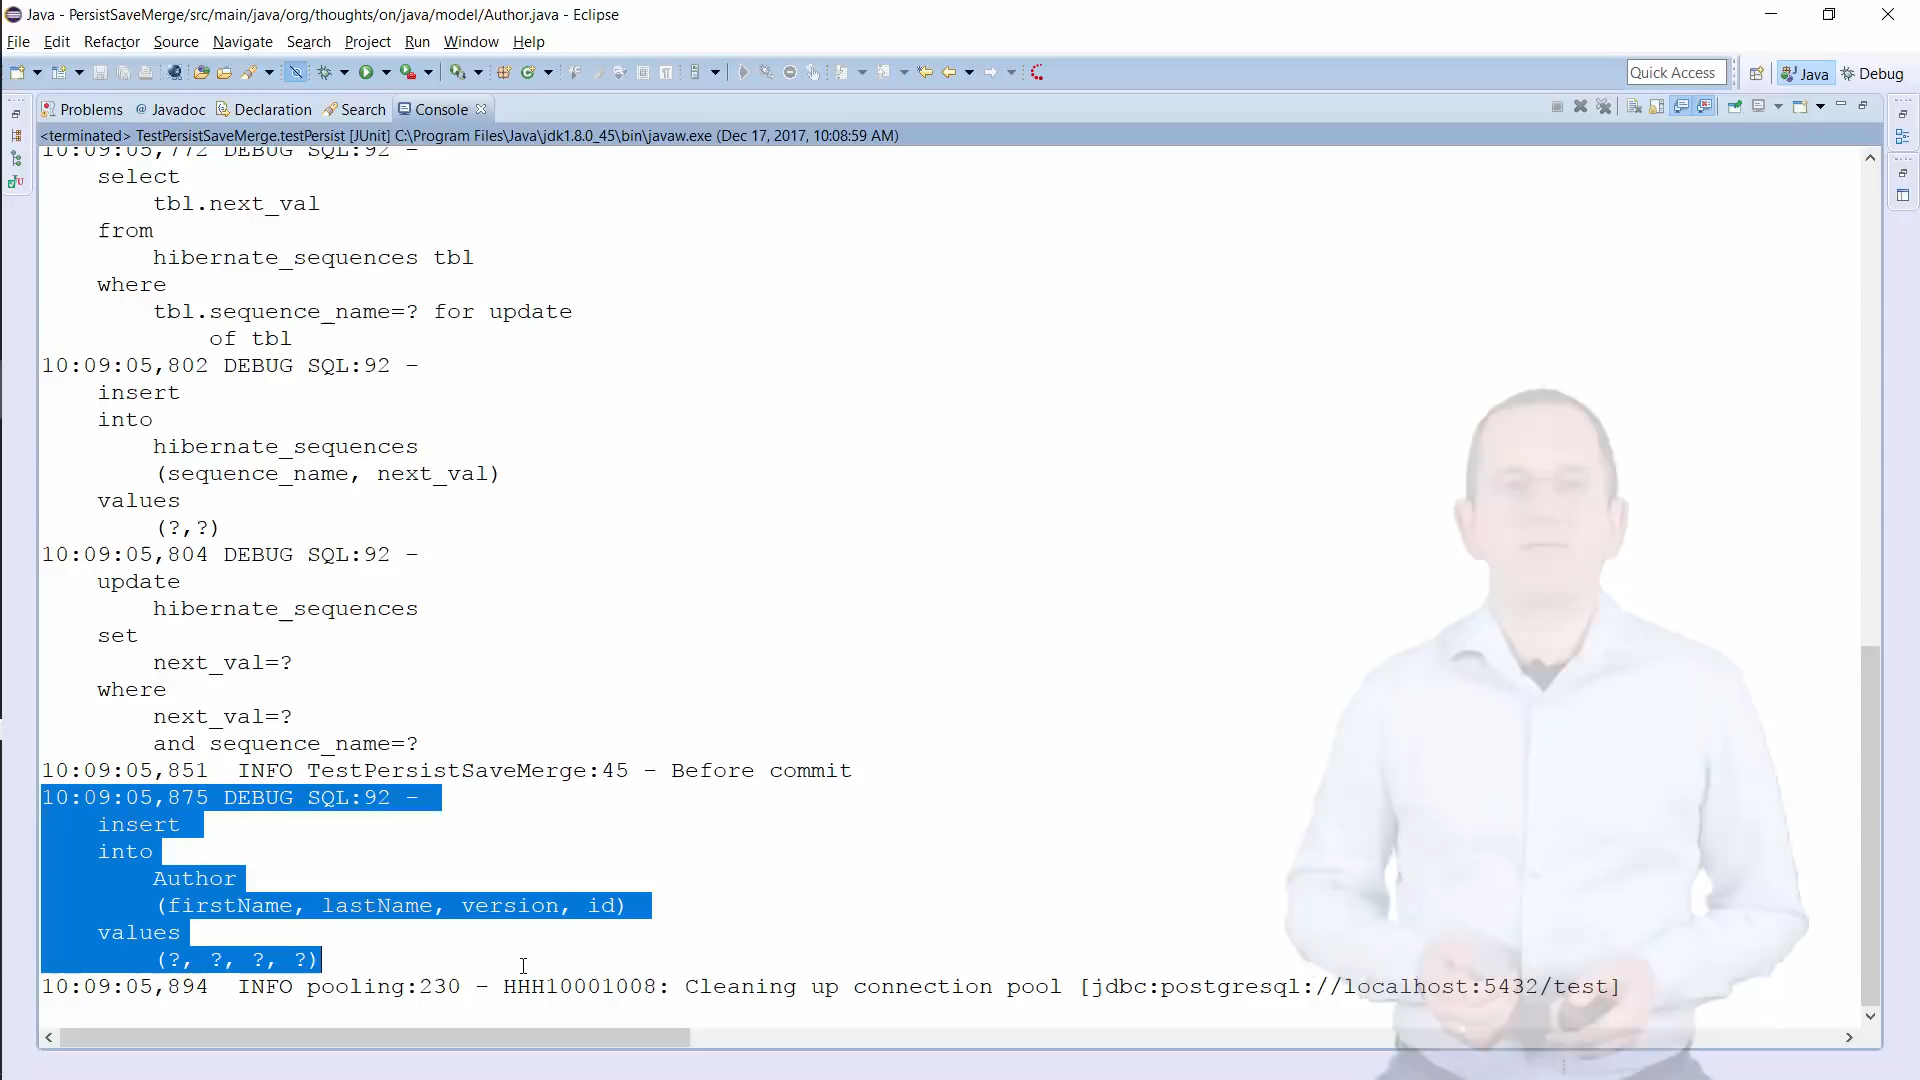 Java - PersistSaveMerge/src/main/java/org/thoughts/on/java/model/Author.java - Eclipse
File Edit Refactor Source Navigate Search Project Run Window Help
Quick Access Java Debug
Problems @ Javadoc Declaration Search Console
<terminated> TestPersistSaveMerge.testPersist [JUnit] C:\Program Files\Java\jdk1.8.0_45\bin\javaw.exe (Dec 17, 2017, 10:08:59 AM)
10:09:05,772 DEBUG SQL:92 -
select
tbl.next_val
from
hibernate_sequences tbl
where
tbl.sequence_name=? for update
of tbl
10:09:05,802 DEBUG SQL:92 -
insert
into
hibernate_sequences
(sequence_name, next_val)
values
(?,?)
10:09:05,804 DEBUG SQL:92 -
update
hibernate_sequences
set
next_val=?
where
next_val=?
and sequence_name=?
10:09:05,851 INFO TestPersistSaveMerge:45 - Before commit
10:09:05,875 DEBUG SQL:92 -
insert
into
Author
(firstName, lastName, version, id)
values
(?, ?, ?, ?)
10:09:05,894 INFO pooling:230 - HHH10001008: Cleaning up connection pool [jdbc:postgresql://localhost:5432/test]